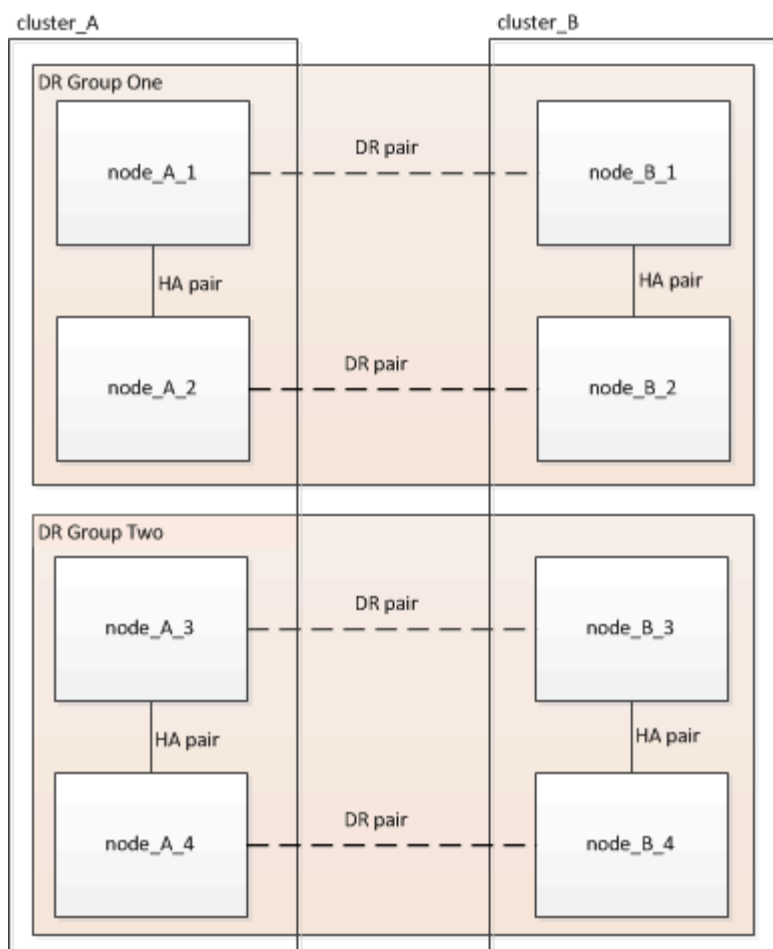 cluster_A
cluster_B
DR Group One
node_A_1
DR pair
node_B_1
HA pair
HA pair
node_A_2
DR pair
node_B_2
DR Group Two
node_A_3
DR pair
node_B_3
HA pair
HA pair
node_A_4
DR pair
node_B_4